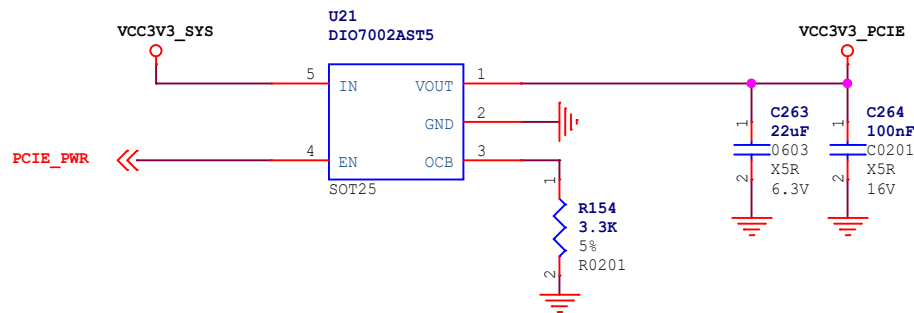 U21
DIO7002AST5
VCC3V3_SYS
VCC3V3_PCIE
5
IN
VOUT
1
GND
2
PCIE_PWR
4
EN
OCB
3
SOT25
1
R154
3.3K
5%
R0201
2
1
C263
22uF
0603
X5R
6.3V
2
1
C264
100nF
C0201
X5R
16V
2